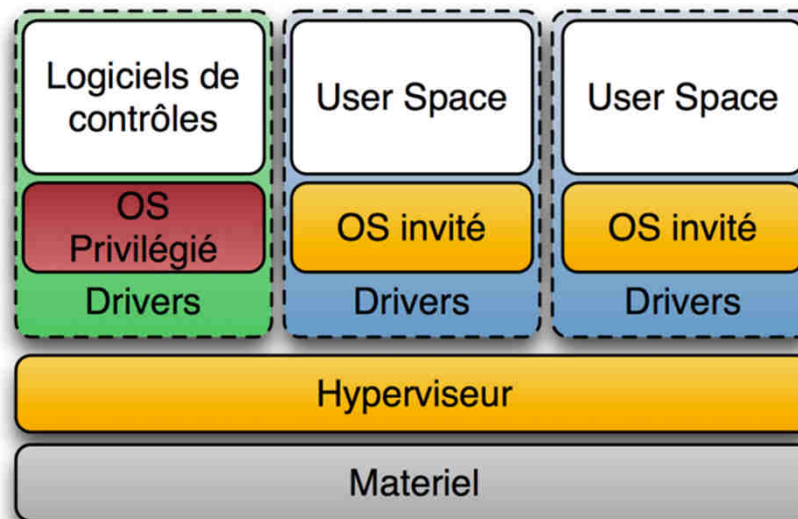 Logiciels de
contrôles
OS
Privilégié
Drivers
User Space
OS invité
Drivers
User Space
OS invité
Drivers
Hyperviseur
Materiel